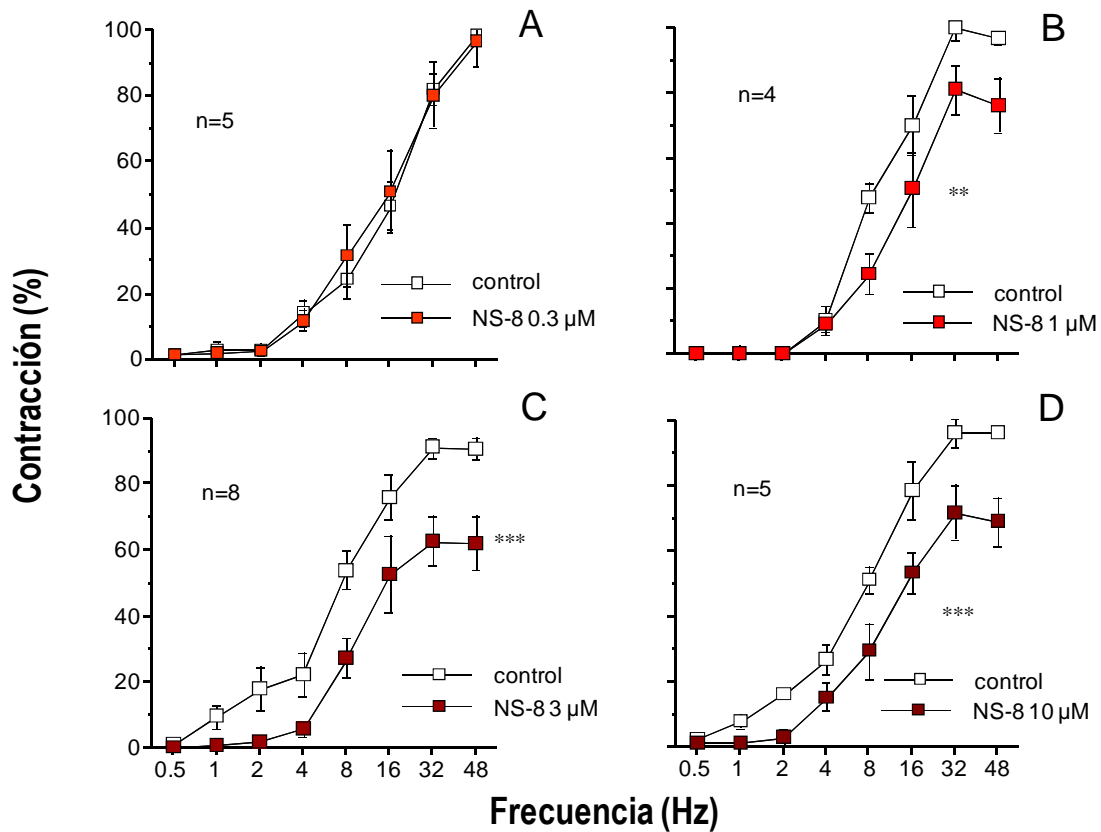 A
100
80
60
40
20
0
n=5
control
NS-8 0.3 µM
B
n=4
**
control
NS-8 1 µM
Contracción (%)
C
100
80
60
40
20
0
n=8
***
control
NS-8 3 µM
0.5 1 2 4 8 16 32 48
D
n=5
***
control
NS-8 10 µM
0.5 1 2 4 8 16 32 48
Frecuencia (Hz)